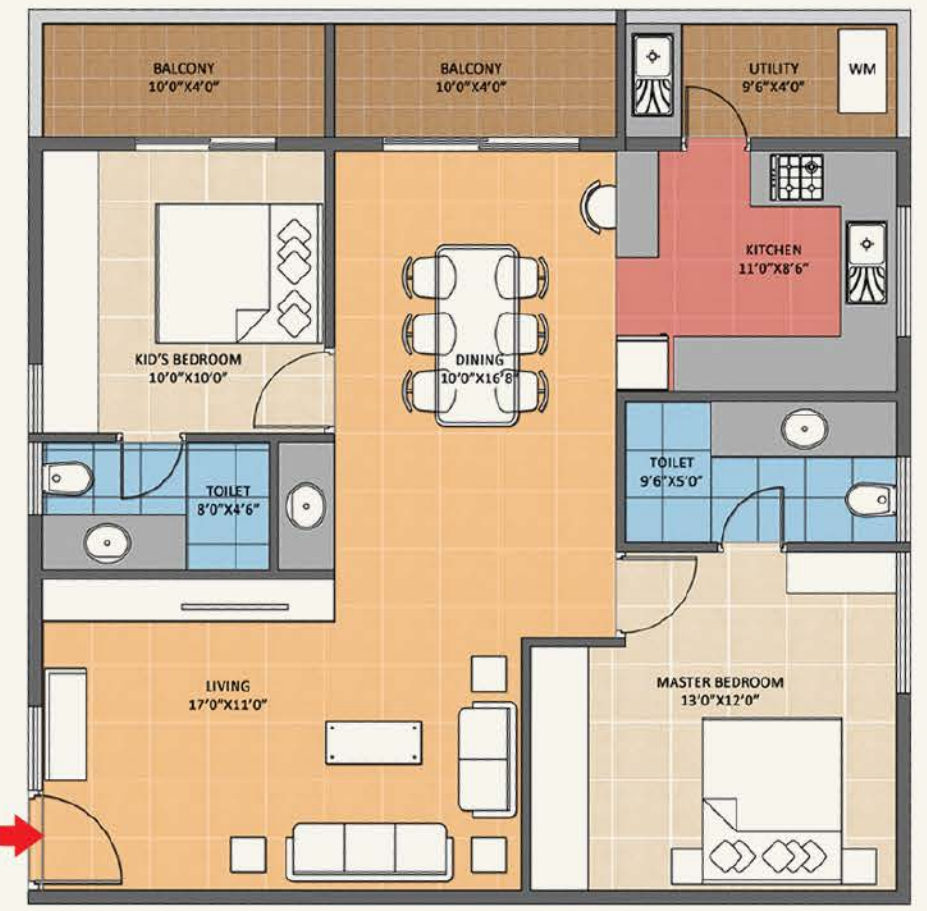 BALCONY
10'0"X4'0"
BALCONY
10'0"X4'0"
UTILITY
9'6"X4'0"
WM
KITCHEN
11'0"X8'6"
KID'S BEDROOM
10'0"X10'0"
DINING
10'0"X16'8"
TOILET
8'0"X4'6"
TOILET
9'6"X5'0"
LIVING
17'0"X11'0"
MASTER BEDROOM
13'0"X12'0"